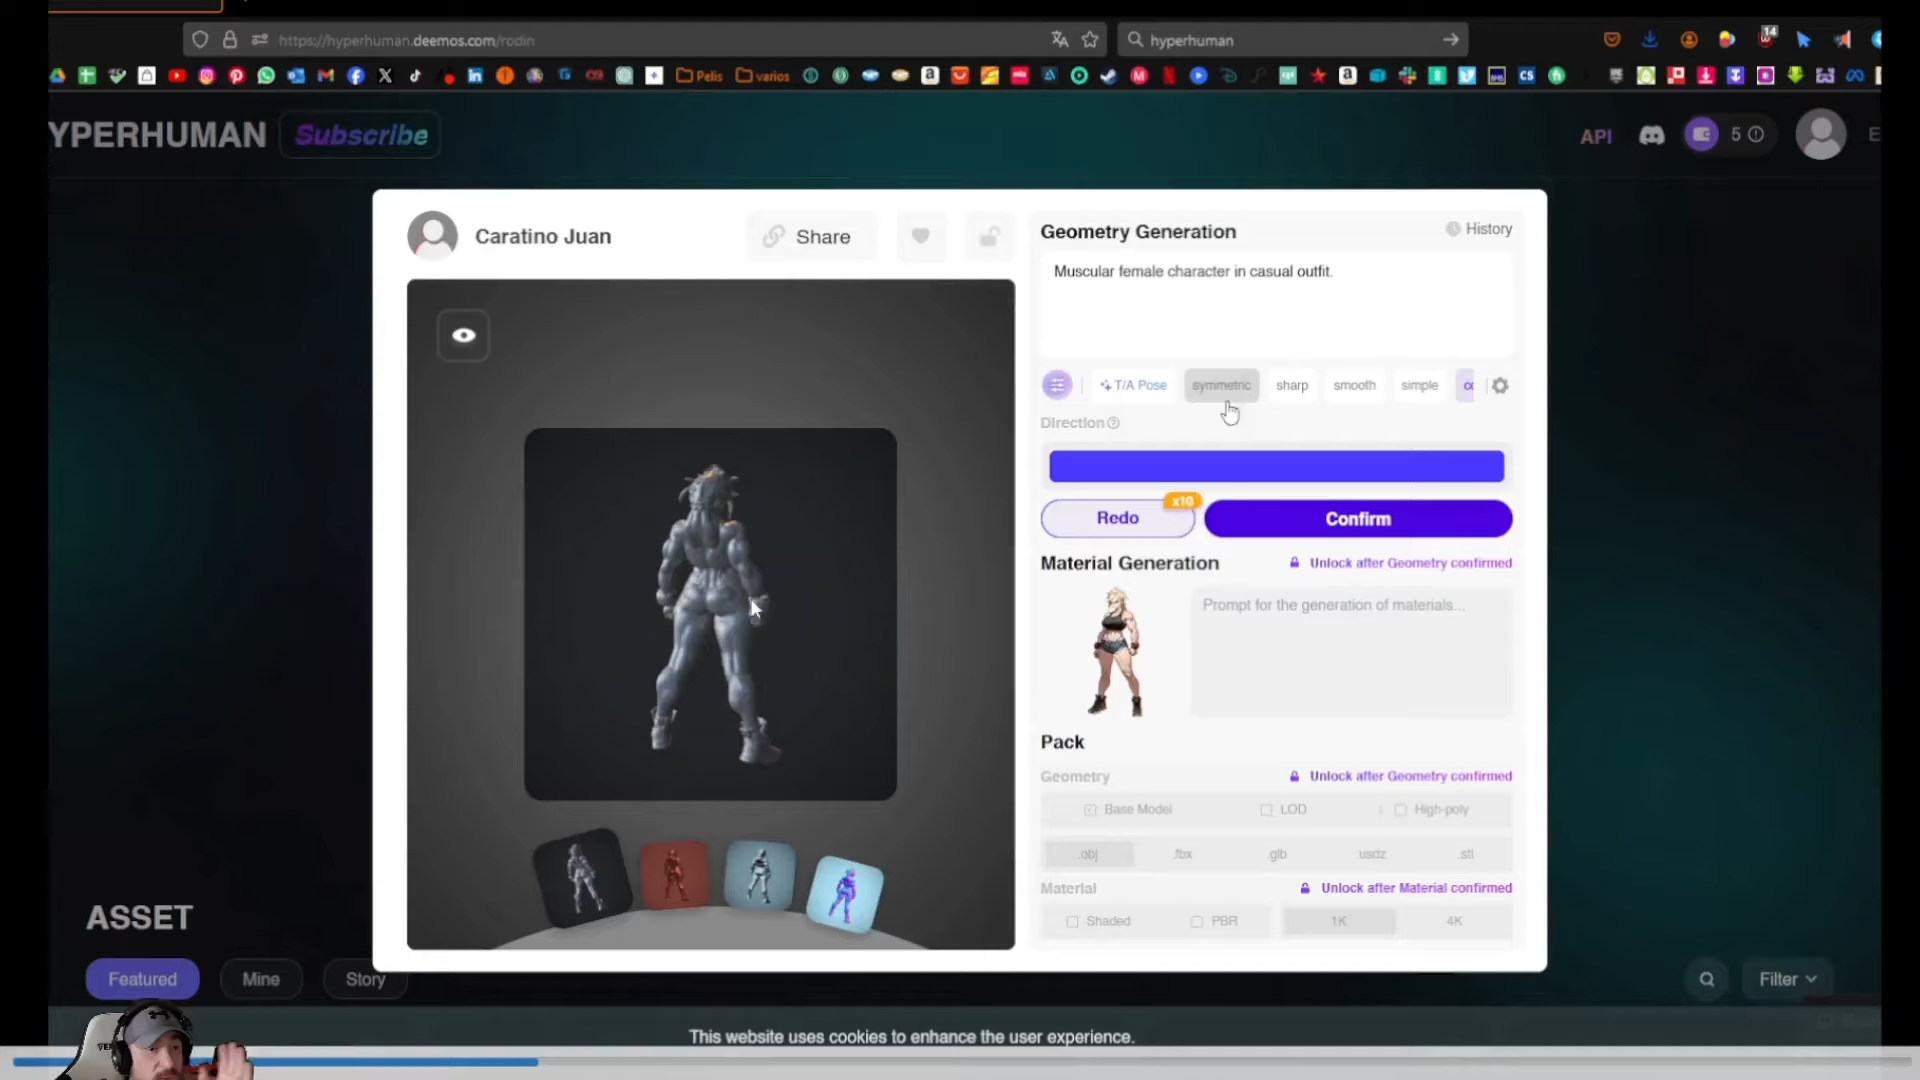 https://hyperhuman.deemos.com/rodin
hyperhuman
14
Pelis
varios
YPERHUMAN
Subscribe
API
5
E
Caratino Juan
Share
Geometry Generation
History
Muscular female character in casual outfit.
T/A Pose
symmetric
sharp
smooth
simple
Direction
x10
Redo
Confirm
Material Generation
Unlock after Geometry confirmed
Prompt for the generation of materials...
Pack
Geometry
Unlock after Geometry confirmed
Base Model
LOD
High-poly
.obj
.fbx
.glb
.usdz
.stl
Material
Unlock after Material confirmed
Shaded
PBR
1K
4K
ASSET
Featured
Mine
Story
Filter
This website uses cookies to enhance the user experience.